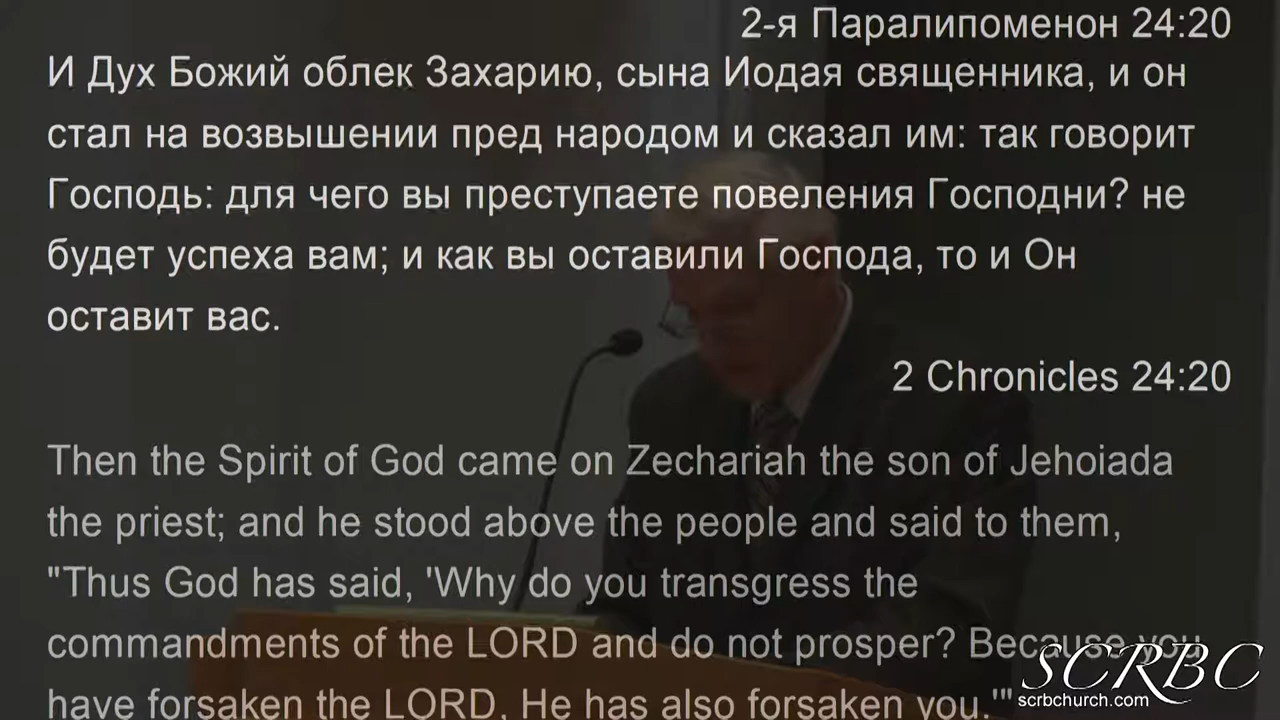 2-я Паралипоменон 24:20
И Дух Божий облек Захарию, сына Иодая священника, и он
стал на возвышении пред народом и сказал им: так говорит
Господь: для чего вы преступаете повеления Господни? не
будет успеха вам; и как вы оставили Господа, то и Он
оставит вас.
2 Chronicles 24:20
Then the Spirit of God came on Zechariah the son of Jehoiada
the priest; and he stood above the people and said to them,
"Thus God has said, 'Why do you transgress the
commandments of the LORD and do not prosper? Because you
have forsaken the LORD, He has also forsaken you.'"
SCRBC
scrbchurch.com